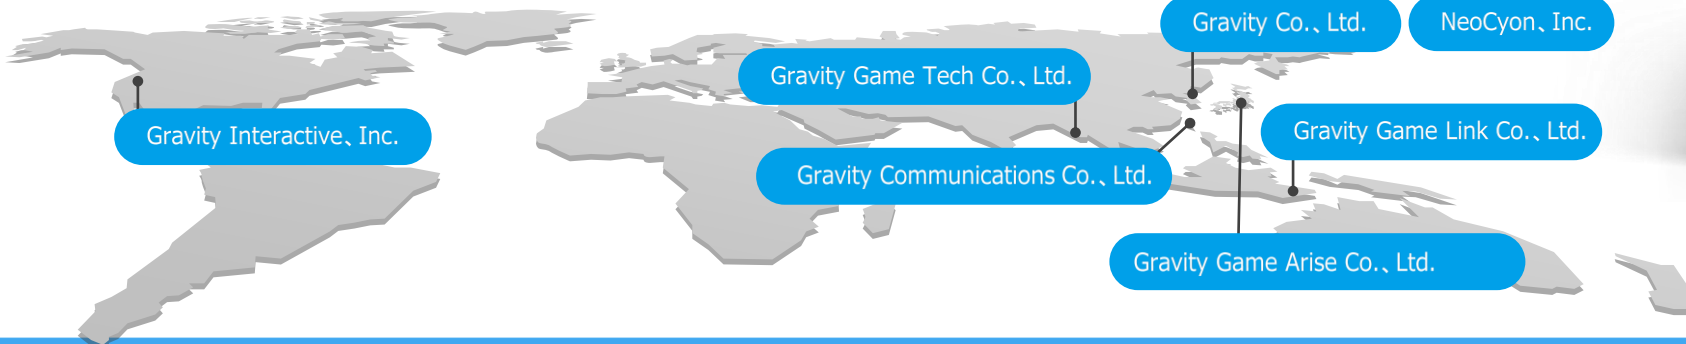 Gravity Co.、Ltd.
NeoCyon、Inc.
Gravity Game Tech Co.、Ltd.
Gravity Interactive、Inc.
Gravity Game Link Co.、Ltd.
Gravity Communications Co.、Ltd.
Gravity Game Arise Co.、Ltd.